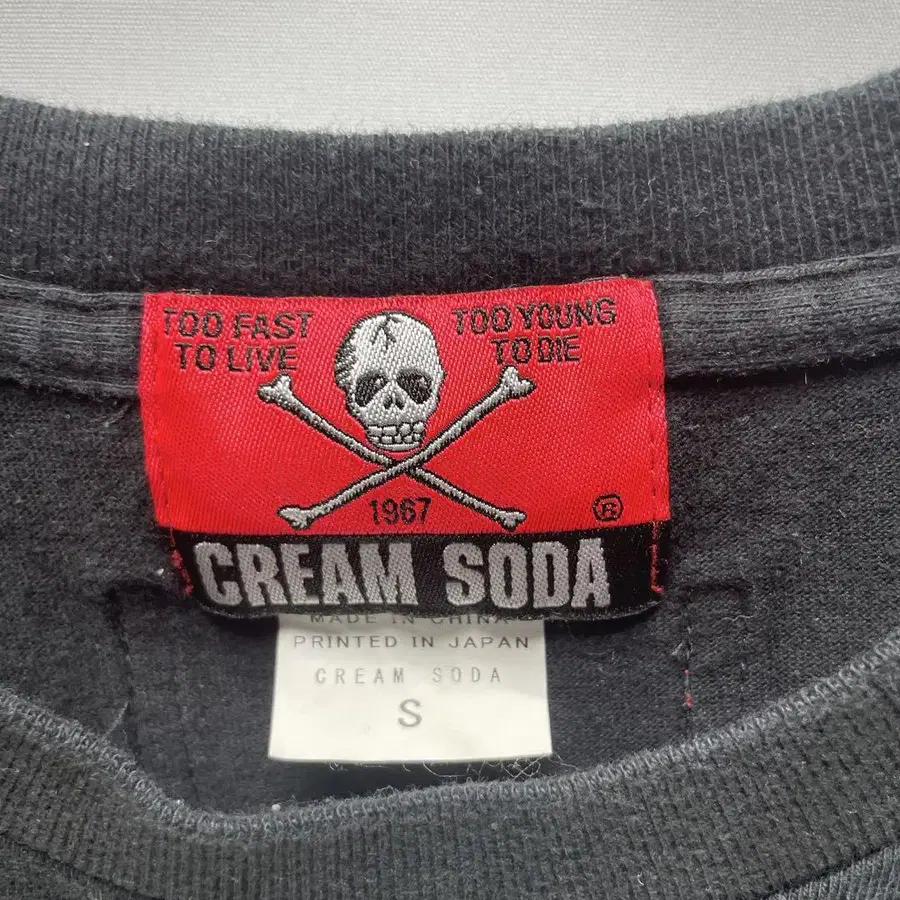 TOO FAST
TO LIVE
TOO YOUNG
TO DIE
1967
®
CREAM SODA
MADE IN CHINA
PRINTED IN JAPAN
CREAM SODA
S